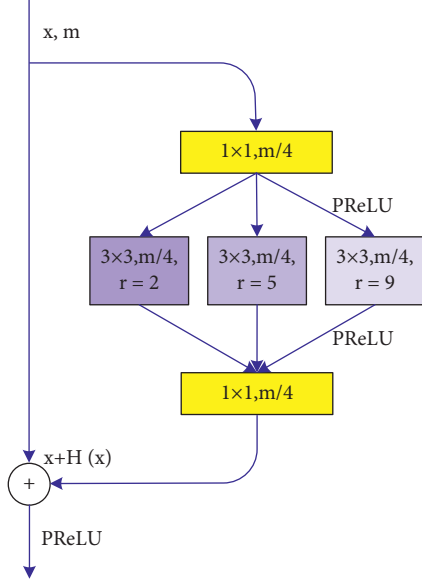 x, m
1×1,m/4
PReLU
3×3,m/4,
r = 2
3×3,m/4,
r = 5
3×3,m/4,
r = 9
PReLU
1×1,m/4
x+H (x)
+
PReLU